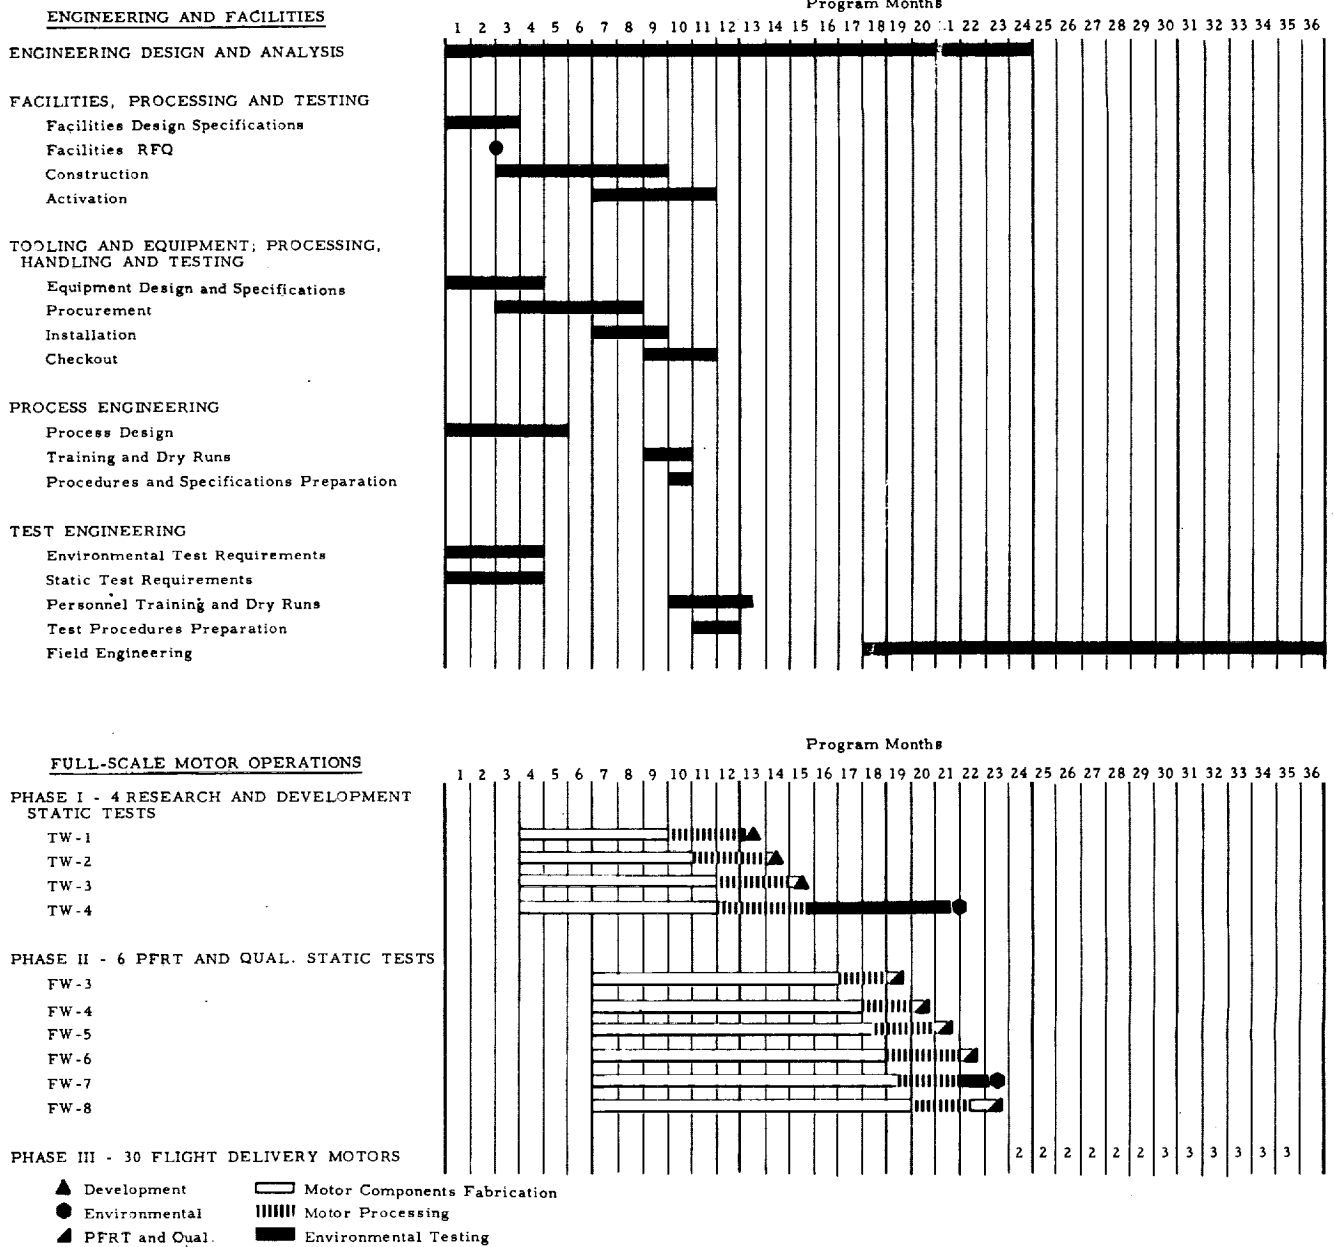 Program Months
ENGINEERING AND FACILITIES
1 2 3 4 5 6 7 8 9 10 11 12 13 14 15 16 17 18 19 20 21 22 23 24 25 26 27 28 29 30 31 32 33 34 35 36
ENGINEERING DESIGN AND ANALYSIS
FACILITIES, PROCESSING AND TESTING
Facilities Design Specifications
Facilities RFQ
Construction
Activation
TOOLING AND EQUIPMENT; PROCESSING,
HANDLING AND TESTING
Equipment Design and Specifications
Procurement
Installation
Checkout
PROCESS ENGINEERING
Process Design
Training and Dry Runs
Procedures and Specifications Preparation
TEST ENGINEERING
Environmental Test Requirements
Static Test Requirements
Personnel Training and Dry Runs
Test Procedures Preparation
Field Engineering
Program Months
FULL-SCALE MOTOR OPERATIONS
1 2 3 4 5 6 7 8 9 10 11 12 13 14 15 16 17 18 19 20 21 22 23 24 25 26 27 28 29 30 31 32 33 34 35 36
PHASE I - 4 RESEARCH AND DEVELOPMENT
STATIC TESTS
TW-1
TW-2
TW-3
TW-4
PHASE II - 6 PFRT AND QUAL. STATIC TESTS
FW-3
FW-4
FW-5
FW-6
FW-7
FW-8
PHASE III - 30 FLIGHT DELIVERY MOTORS 2 2 2 2 2 2 3 3 3 3 3 3
Development Motor Components Fabrication
Environmental Motor Processing
PFRT and Qual. Environmental Testing